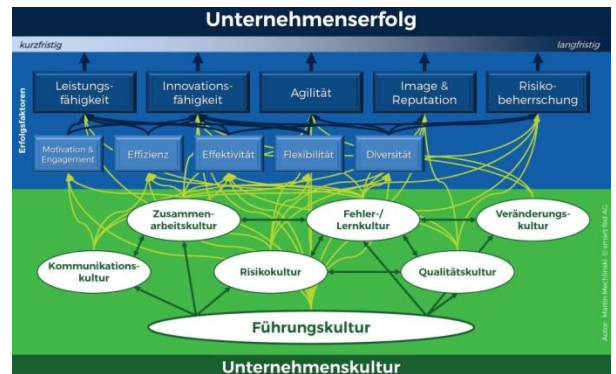 Unternehmenserfolg
kurzfristig
langfristig
Erfolgsfaktoren
Leistungs-
fähigkeit
Innovations-
fähigkeit
Agilität
Image &
Reputation
Risiko-
beherrschung
Motivation &
Engagement
Effizienz
Effektivität
Flexibilität
Diversität
Zusammen-
arbeitskultur
Fehler-/
Lernkultur
Veränderungs-
kultur
Kommunikations-
kultur
Risikokultur
Qualitätskultur
Führungskultur
Unternehmenskultur